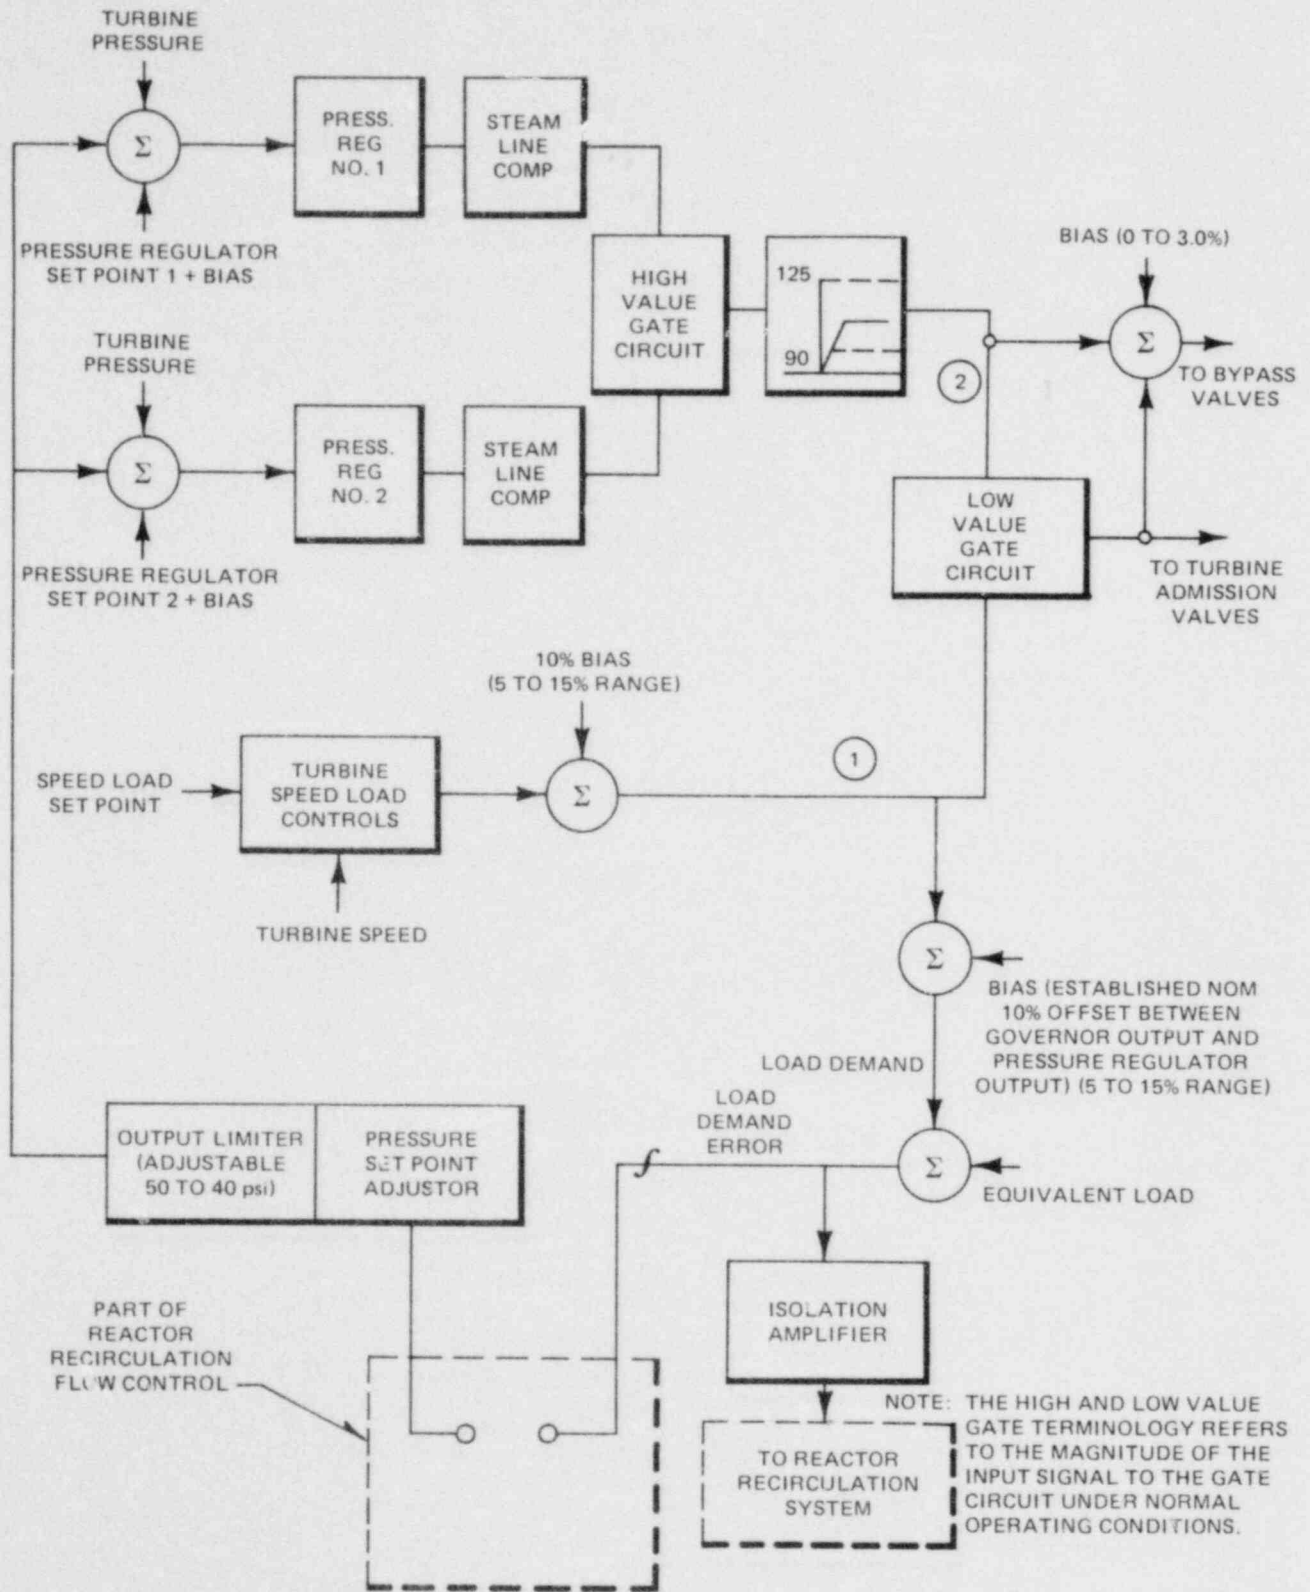 TURBINE
PRESSURE
Σ
PRESS.
REG
NO. 1
STEAM
LINE
COMP
PRESSURE REGULATOR
SET POINT 1 + BIAS
TURBINE
PRESSURE
Σ
PRESS.
REG
NO. 2
STEAM
LINE
COMP
PRESSURE REGULATOR
SET POINT 2 + BIAS
HIGH
VALUE
GATE
CIRCUIT
125
90
2
BIAS (0 TO 3.0%)
Σ
TO BYPASS
VALVES
LOW
VALUE
GATE
CIRCUIT
TO TURBINE
ADMISSION
VALVES
10% BIAS
(5 TO 15% RANGE)
SPEED LOAD
SET POINT
TURBINE
SPEED LOAD
CONTROLS
Σ
1
TURBINE SPEED
Σ
BIAS (ESTABLISHED NOM
10% OFFSET BETWEEN
GOVERNOR OUTPUT AND
PRESSURE REGULATOR
OUTPUT) (5 TO 15% RANGE)
LOAD DEMAND
LOAD
DEMAND
ERROR
Σ
EQUIVALENT LOAD
OUTPUT LIMITER
(ADJUSTABLE
50 TO 40 psi)
PRESSURE
SET POINT
ADJUSTOR
ISOLATION
AMPLIFIER
PART OF
REACTOR
RECIRCULATION
FLOW CONTROL
TO REACTOR
RECIRCULATION
SYSTEM
NOTE: THE HIGH AND LOW VALUE
GATE TERMINOLOGY REFERS
TO THE MAGNITUDE OF THE
INPUT SIGNAL TO THE GATE
CIRCUIT UNDER NORMAL
OPERATING CONDITIONS.